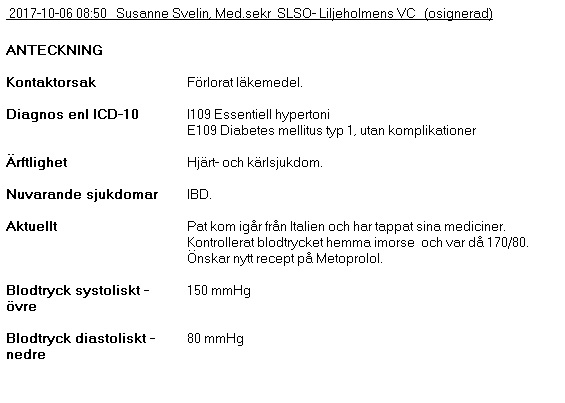 2017-10-06 08:50 Susanne Svelin, Med.sekr SLSO- Liljeholmens VC (osignerad)
ANTECKNING
Kontaktorsak Förlorat läkemedel.
Diagnos enl ICD-10 I109 Essentiell hypertoni
E109 Diabetes mellitus typ 1, utan komplikationer
Ärftlighet Hjärt- och kärlsjukdom.
Nuvarande sjukdomar IBD.
Aktuellt Pat kom igår från Italien och har tappat sina mediciner.
Kontrollerat blodtrycket hemma imorse och var då 170/80.
Önskar nytt recept på Metoprolol.
Blodtryck systoliskt - 150 mmHg
övre
Blodtryck diastoliskt - 80 mmHg
nedre